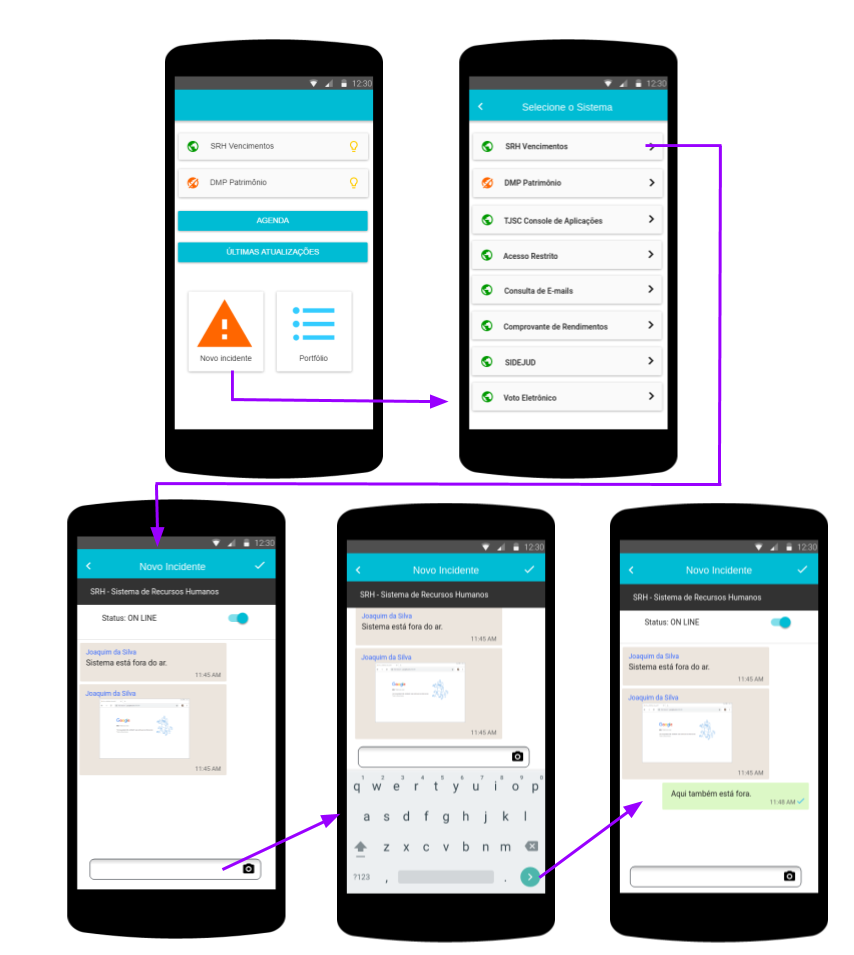 12:30
SRH Vencimentos
DMP Patrimônio
AGENDA
ÚLTIMAS ATUALIZAÇÕES
Novo incidente
Portfólio
12:30
Selecione o Sistema
SRH Vencimentos
DMP Patrimônio
TJSC Console de Aplicações
Acesso Restrito
Consulta de E-mails
Comprovante de Rendimentos
SIDEJUD
Voto Eletrônico
12:30
Novo Incidente
SRH - Sistema de Recursos Humanos
Status: ON LINE
Joaquim da Silva
Sistema está fora do ar.
11:45 AM
Joaquim da Silva
Google
11:45 AM
12:30
Novo Incidente
SRH - Sistema de Recursos Humanos
Joaquim da Silva
Sistema está fora do ar.
11:45 AM
Joaquim da Silva
Google
11:45 AM
1 2 3 4 5 6 7 8 9 0
q w e r t y u i o p
a s d f g h j k l
z x c v b n m
?123 , .
12:30
Novo Incidente
SRH - Sistema de Recursos Humanos
Status: ON LINE
Joaquim da Silva
Sistema está fora do ar.
11:45 AM
Joaquim da Silva
Google
11:45 AM
Aqui também está fora.
11:48 AM